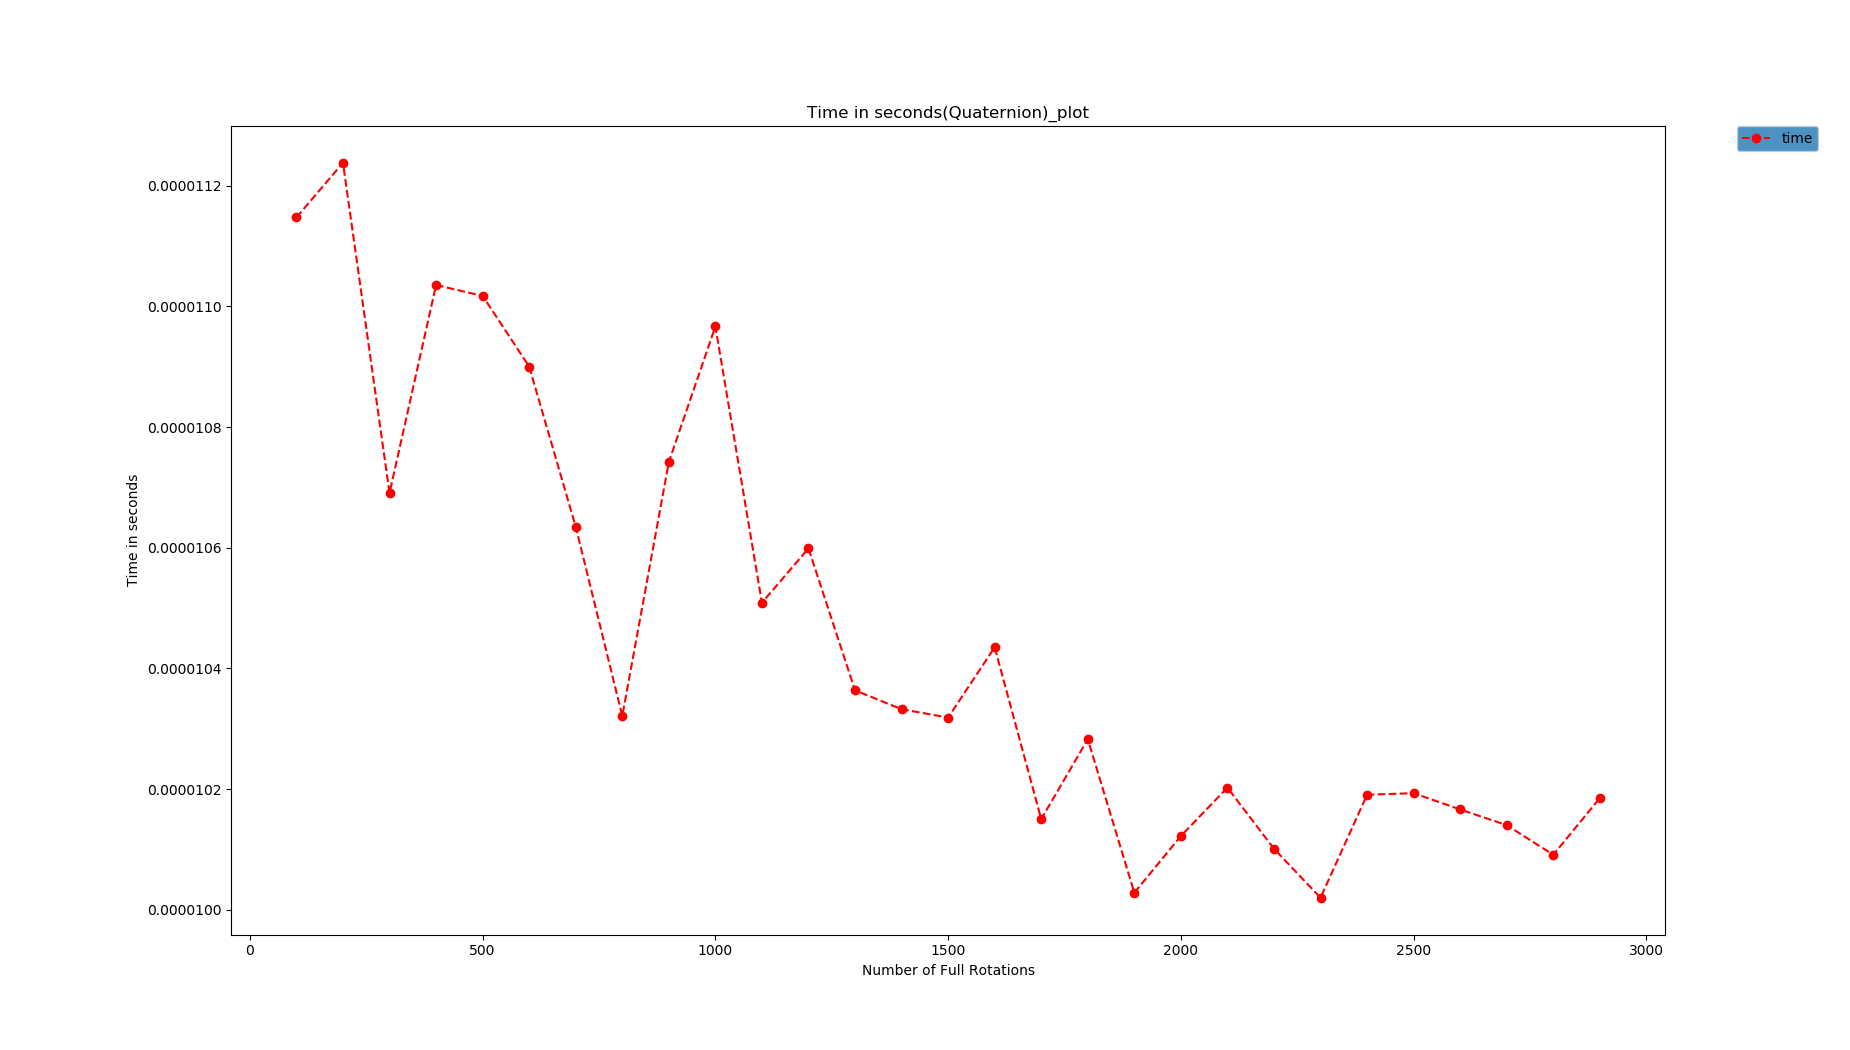 Time in seconds(Quaternion)_plot
time
0.0000112
0.0000110
0.0000108
0.0000106
0.0000104
0.0000102
0.0000100
Time in seconds
0 500 1000 1500 2000 2500 3000
Number of Full Rotations